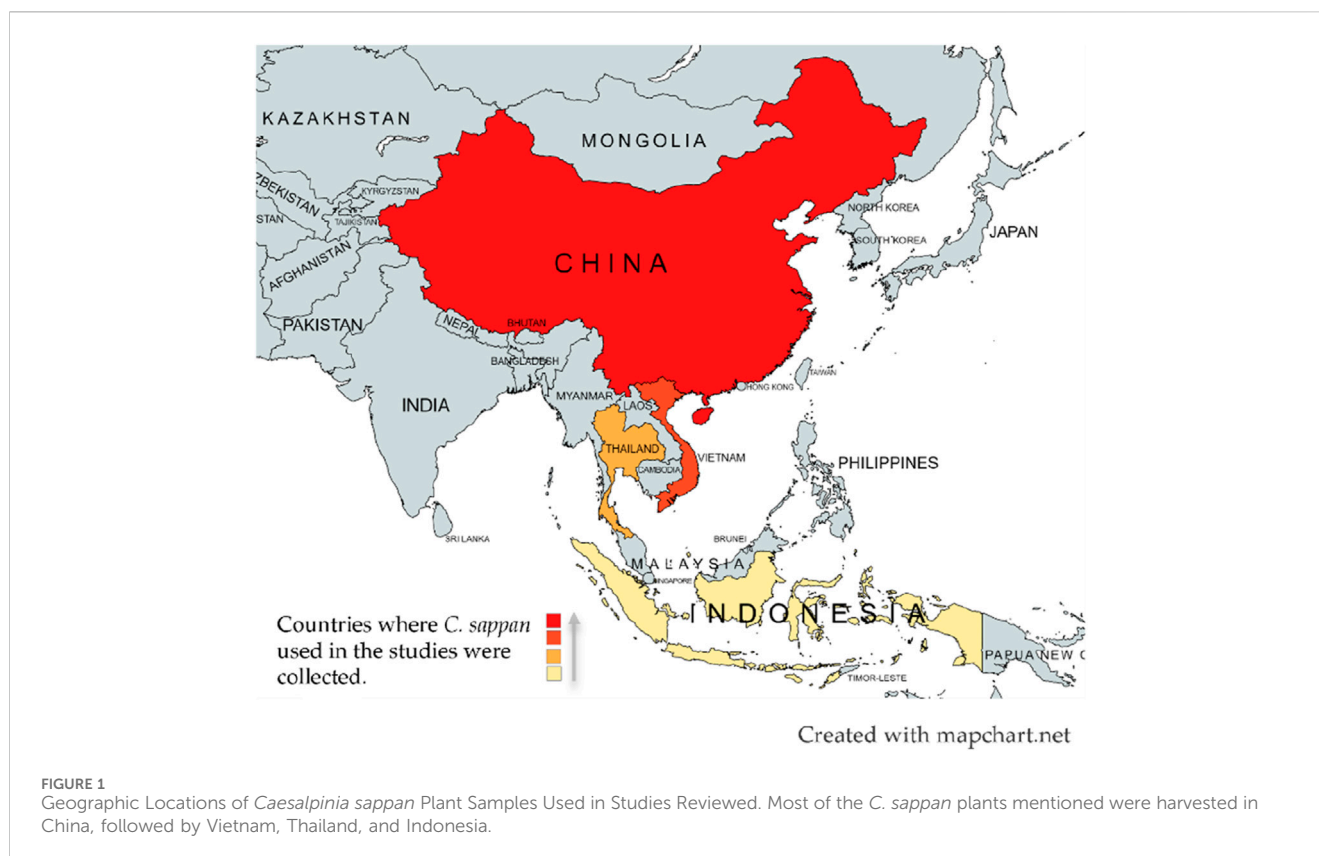 KAZAKHSTAN
MONGOLIA
ZBEKISTAN
KYRGYZSTAN
STAN
TAJIKISTAN
NORTH KOREA
SOUTH KOREA
JAPAN
AFGHANISTAN
CHINA
PAKISTAN
NEPAL
BHUTAN
BANGLADESH
INDIA
MYANMAR
LAOS
HONG KONG
TAIWAN
THAILAND
VIETNAM
CAMBODIA
PHILIPPINES
SRI LANKA
BRUNEI
MALAYSIA
SINGAPORE
INDONESIA
PAPUA NEW G
TIMOR-LESTE
Countries where C. sappan
used in the studies were
collected.
Created with mapchart.net
FIGURE 1
Geographic Locations of Caesalpinia sappan Plant Samples Used in Studies Reviewed. Most of the C. sappan plants mentioned were harvested in
China, followed by Vietnam, Thailand, and Indonesia.